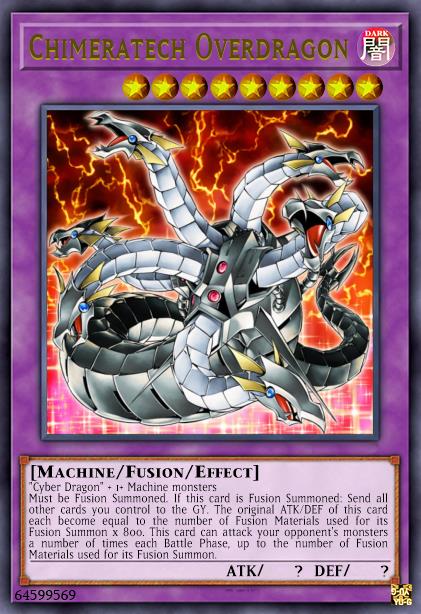 CHIMERATECH OVERDRAGON
DARK
闇
[MACHINE/FUSION/EFFECT]
"Cyber Dragon" + 1+ Machine monsters
Must be Fusion Summoned. If this card is Fusion Summoned: Send all
other cards you control to the GY. The original ATK/DEF of this card
each become equal to the number of Fusion Materials used for its
Fusion Summon x 800. This card can attack your opponent's monsters
a number of times each Battle Phase, up to the number of Fusion
Materials used for its Fusion Summon.
ATK/ ? DEF/ ?
64599569